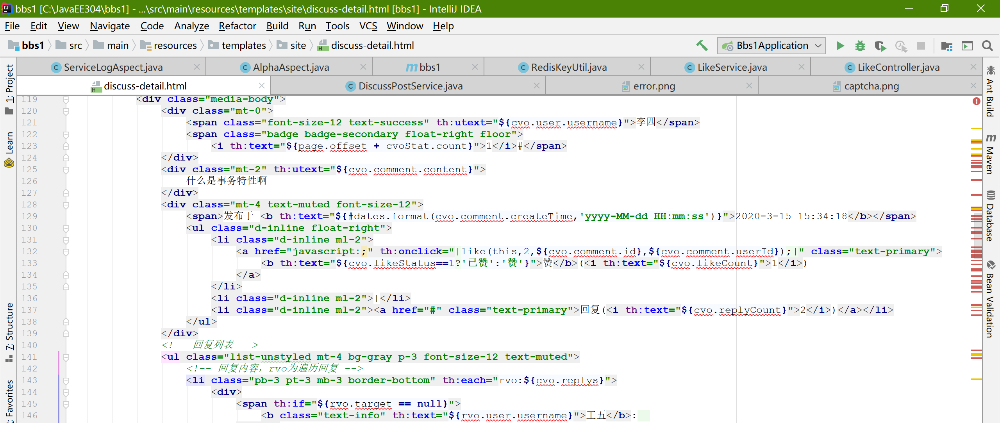 bbs1 [C:\JavaEE304\bbs1] - ...\src\main\resources\templates\site\discuss-detail.html [bbs1] - IntelliJ IDEA
File Edit View Navigate Code Analyze Refactor Build Run Tools VCS Window Help
bbs1 src main resources templates site discuss-detail.html Bbs1Application
ServiceLogAspect.java AlphaAspect.java bbs1 RedisKeyUtil.java LikeService.java LikeController.java
discuss-detail.html DiscussPostService.java error.png captcha.png
1: Project
Learn
7: Structure
2: Favorites
119 <div class="media-body">
120 <div class="mt-0">
121 <span class="font-size-12 text-success" th:utext="${cvo.user.username}">李四</span>
122 <span class="badge badge-secondary float-right floor">
123 <i th:text="${page.offset + cvoStat.count}">1</i>#</span>
124 </div>
125 <div class="mt-2" th:utext="${cvo.comment.content}">
126 什么是事务特性啊
127 </div>
128 <div class="mt-4 text-muted font-size-12">
129 <span>发布于 <b th:text="${#dates.format(cvo.comment.createTime,'yyyy-MM-dd HH:mm:ss')}">2020-3-15 15:34:18</b></span>
130 <ul class="d-inline float-right">
131 <li class="d-inline ml-2">
132 <a href="javascript:;" th:onclick="|like(this,2,${cvo.comment.id},${cvo.comment.userId});|" class="text-primary">
133 <b th:text="${cvo.likeStatus==1?'已赞':'赞'}">赞</b>(<i th:text="${cvo.likeCount}">1</i>)
134 </a>
135 </li>
136 <li class="d-inline ml-2">|</li>
137 <li class="d-inline ml-2"><a href="#" class="text-primary">回复(<i th:text="${cvo.replyCount}">2</i>)</a></li>
138 </ul>
139 </div>
140 <!-- 回复列表 -->
141 <ul class="list-unstyled mt-4 bg-gray p-3 font-size-12 text-muted">
142 <!-- 回复内容，rvo为遍历回复 -->
143 <li class="pb-3 pt-3 mb-3 border-bottom" th:each="rvo:${cvo.replys}">
144 <div>
145 <span th:if="${rvo.target == null}">
146 <b class="text-info" th:text="${rvo.user.username}">王五</b>:
Ant Build
Maven
Database
Bean Validation